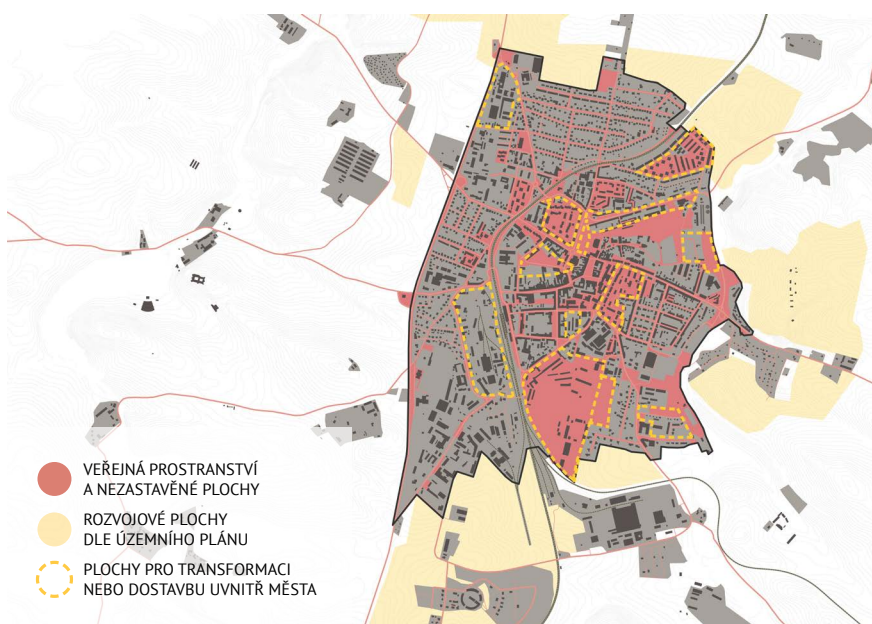 VEŘEJNÁ PROSTRANSTVÍ
A NEZASTAVĚNÉ PLOCHY
ROZVOJOVÉ PLOCHY
DLE ÚZEMNÍHO PLÁNU
PLOCHY PRO TRANSFORMACI
NEBO DOSTAVBU UVNITŘ MĚSTA